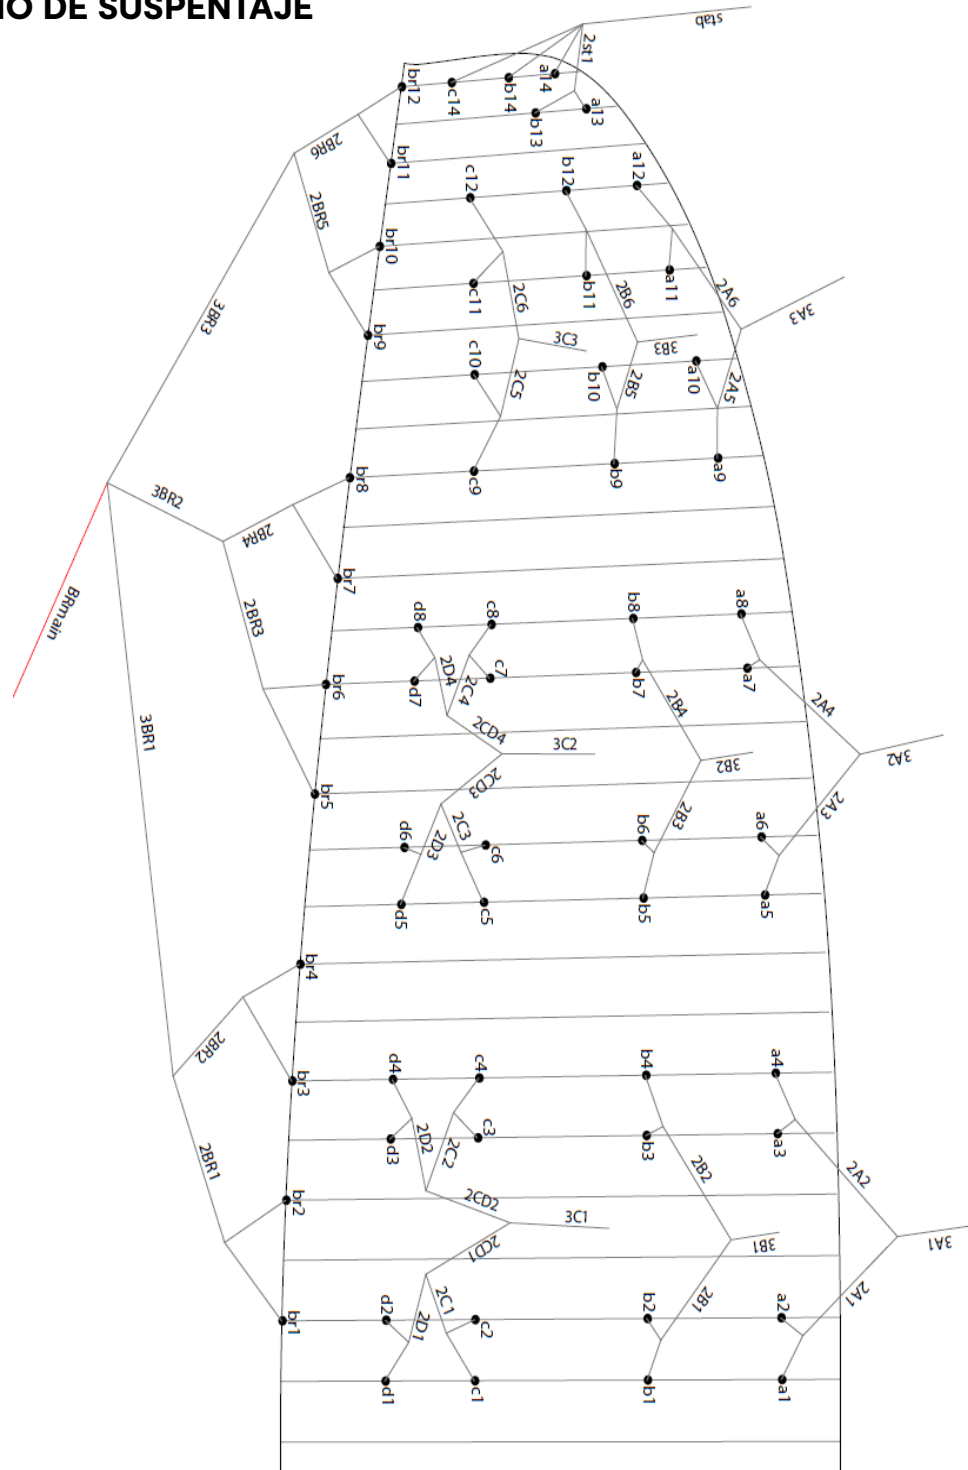 IO DE SUSPENTAJE
stab
2st1
br12
c14
b14
a14
b13
a13
2BR6
br11
c12
b12
a12
2BR5
br10
c11
2C6
b11
2B6
a11
2A6
3A3
3BR3
br9
c10
3C3
3B3
2C5
b10
2B5
a10
2A5
br8
c9
b9
a9
3BR2
2BR4
br7
BRmain
2BR3
d8
c8
b8
a8
2D4
2C4
c7
d7
b7
a7
br6
2B4
2A4
3BR1
2CD4
3C2
3B2
3A2
2CD3
br5
2C3
2D3
d6
c6
b6
2B3
a6
2A3
d5
c5
b5
a5
br4
2BR2
br3
d4
c4
b4
a4
2D2
2C2
c3
d3
b3
a3
2BR1
2B2
2A2
br2
2CD2
3C1
3B1
3A1
2CD1
2C1
2D1
br1
d2
c2
b2
2B1
a2
2A1
d1
c1
b1
a1